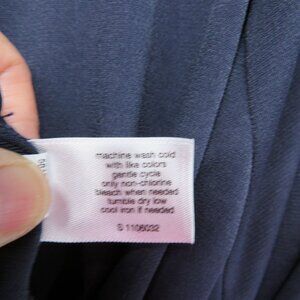 machine wash cold
with like colors
gentle cycle
only non-chlorine
bleach when needed
tumble dry low
cool iron if needed
S 1106032